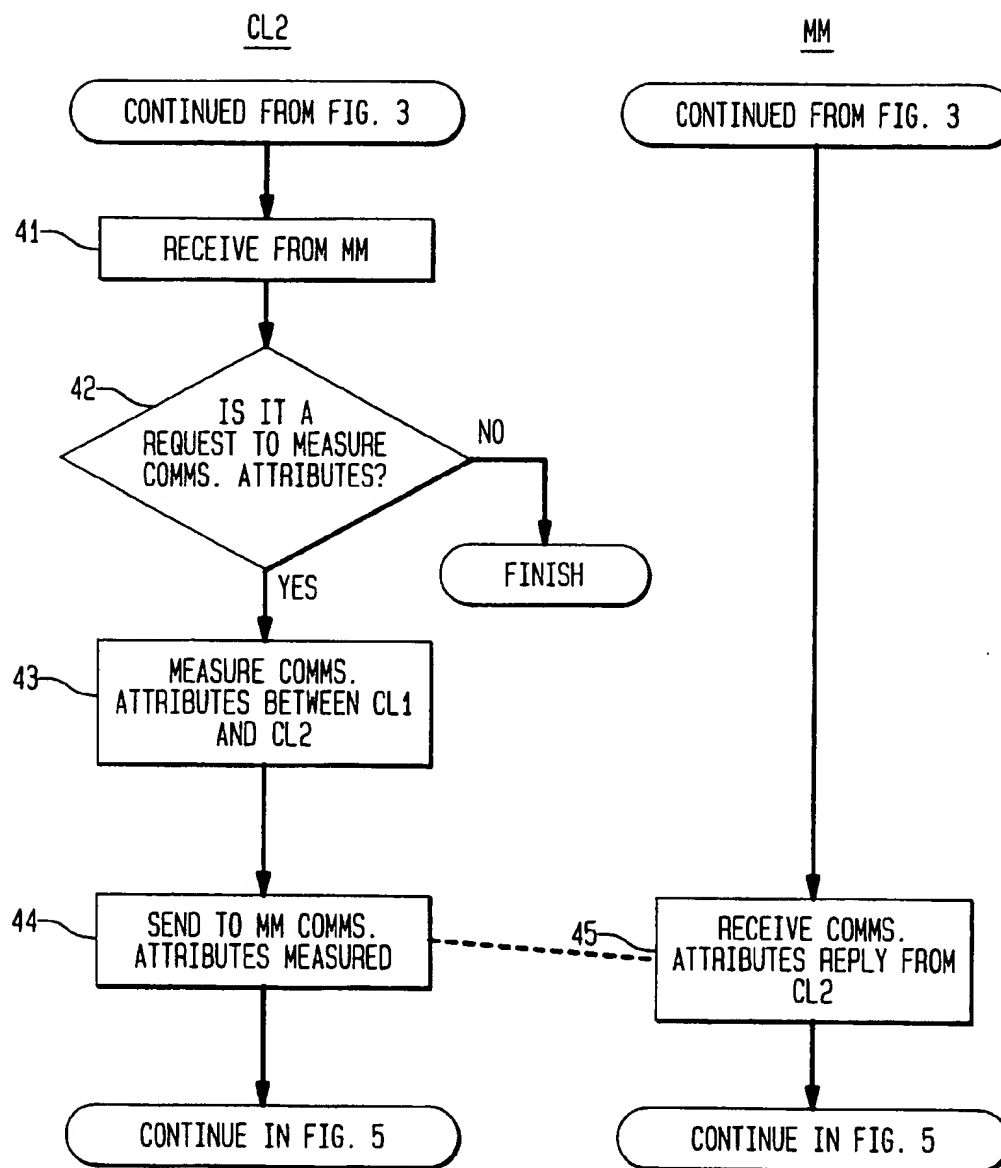 CL2
MM
CONTINUED FROM FIG. 3
CONTINUED FROM FIG. 3
41
RECEIVE FROM MM
42
IS IT A
REQUEST TO MEASURE
COMMS. ATTRIBUTES?
NO
FINISH
YES
43
MEASURE COMMS.
ATTRIBUTES BETWEEN CL1
AND CL2
44
SEND TO MM COMMS.
ATTRIBUTES MEASURED
45
RECEIVE COMMS.
ATTRIBUTES REPLY FROM
CL2
CONTINUE IN FIG. 5
CONTINUE IN FIG. 5